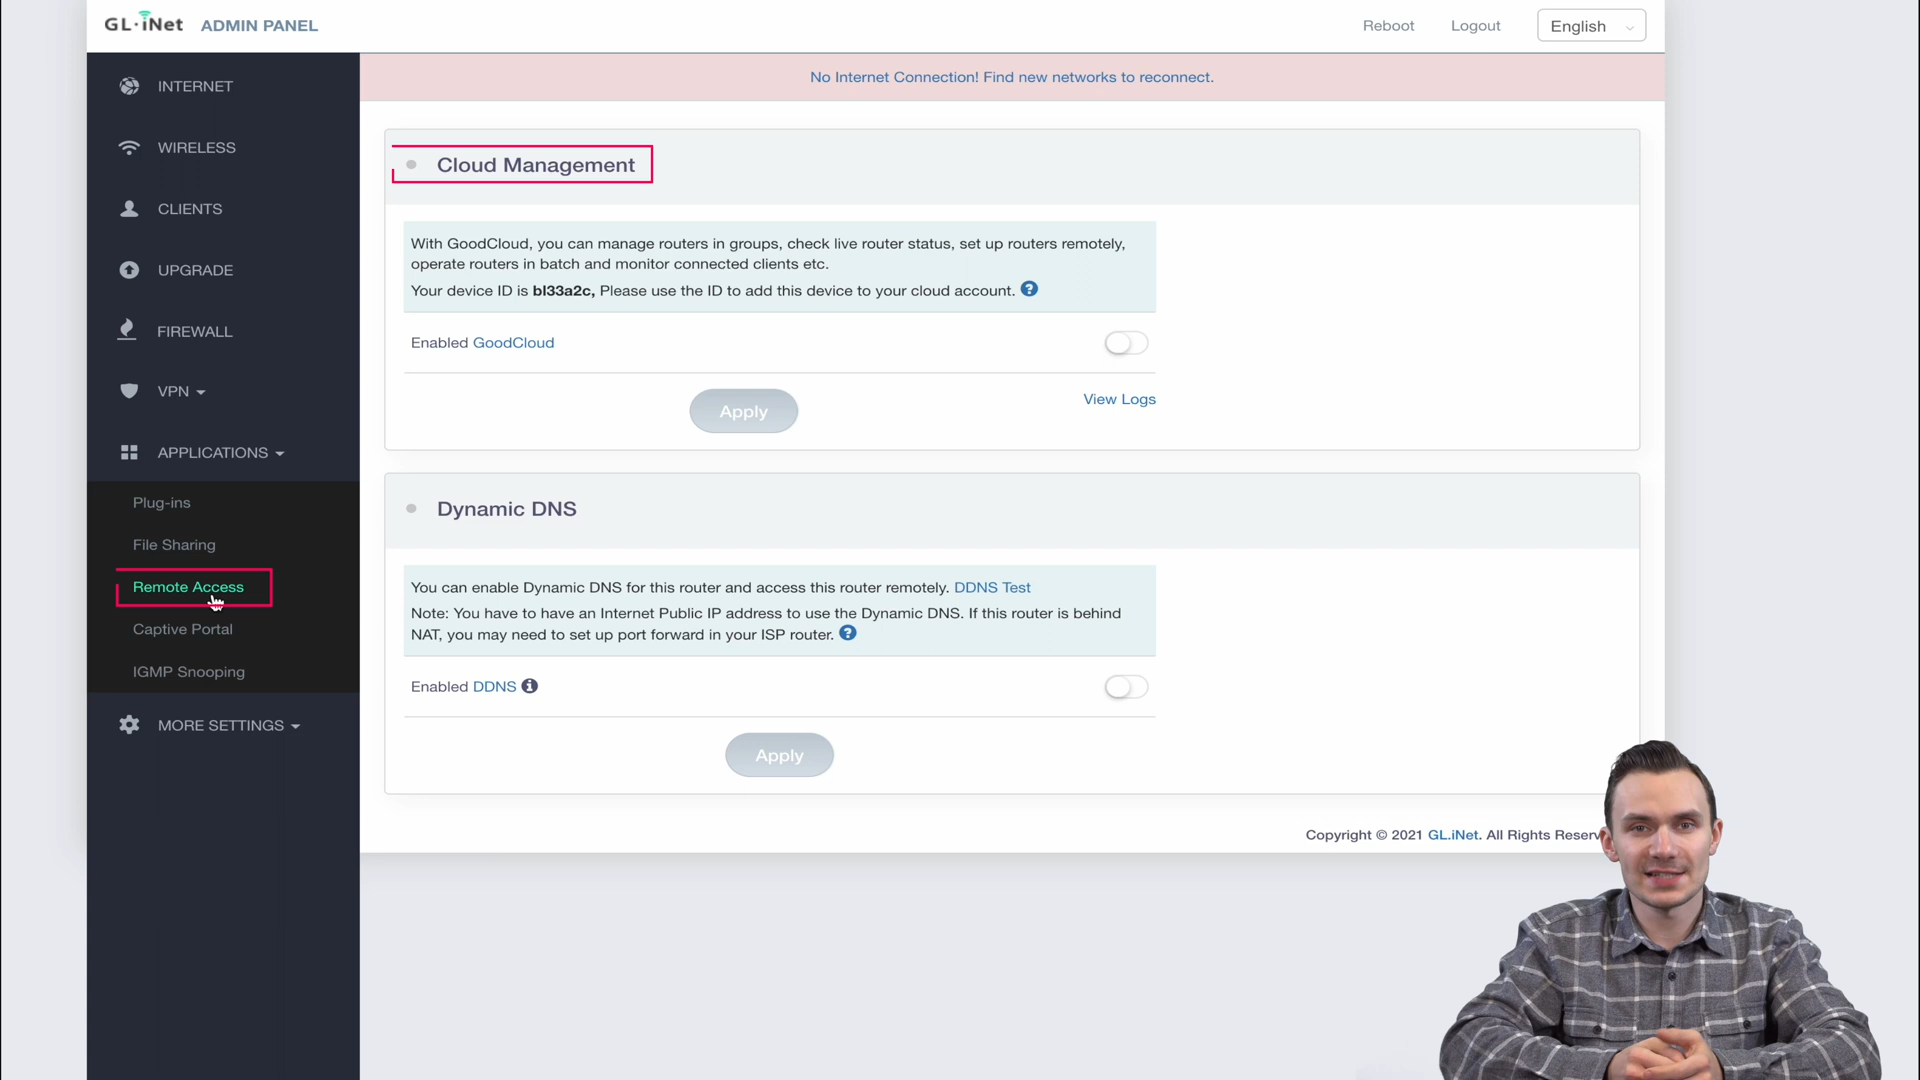 GL·iNet ADMIN PANEL
Reboot
Logout
English
INTERNET
WIRELESS
CLIENTS
UPGRADE
FIREWALL
VPN
APPLICATIONS
Plug-ins
File Sharing
Remote Access
Captive Portal
IGMP Snooping
MORE SETTINGS
No Internet Connection! Find new networks to reconnect.
Cloud Management
With GoodCloud, you can manage routers in groups, check live router status, set up routers remotely,
operate routers in batch and monitor connected clients etc.
Your device ID is bl33a2c, Please use the ID to add this device to your cloud account. ?
Enabled GoodCloud
Apply
View Logs
Dynamic DNS
You can enable Dynamic DNS for this router and access this router remotely. DDNS Test
Note: You have to have an Internet Public IP address to use the Dynamic DNS. If this router is behind
NAT, you may need to set up port forward in your ISP router. ?
Enabled DDNS i
Apply
Copyright © 2021 GL.iNet. All Rights Reserv